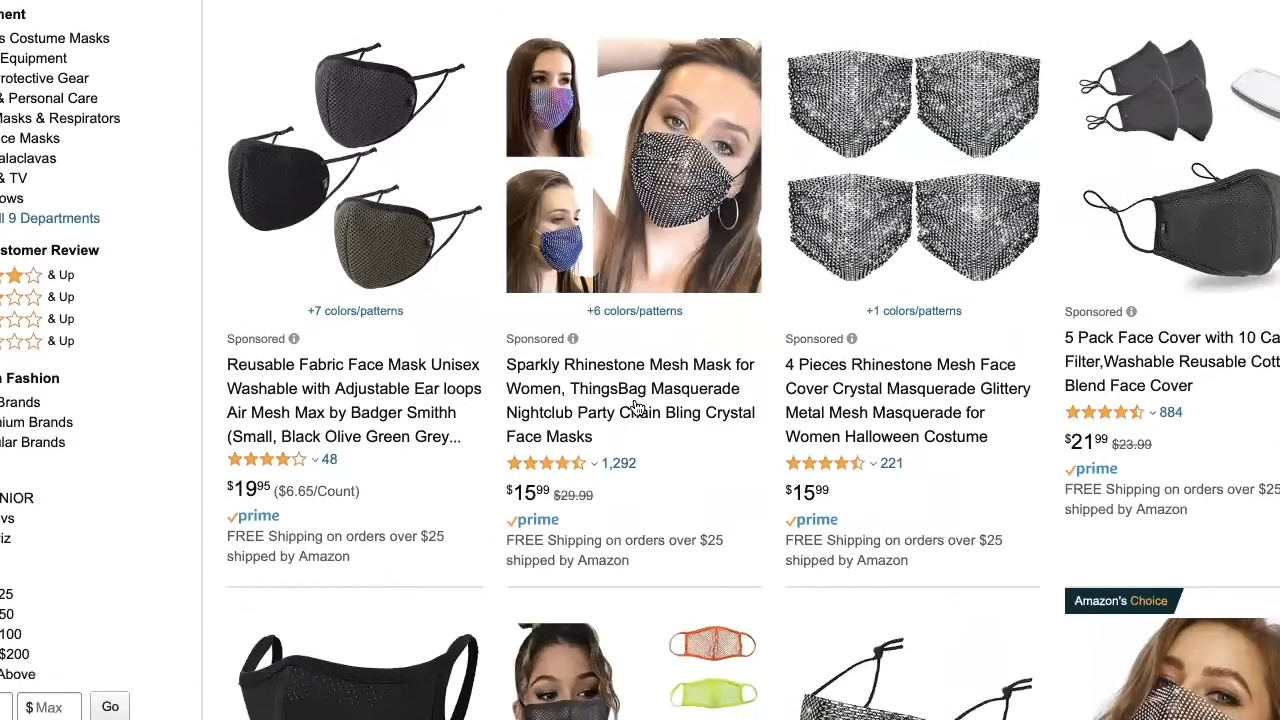 ment
s Costume Masks
Equipment
rotective Gear
& Personal Care
Masks & Respirators
ce Masks
alaclavas
& TV
ows
ll 9 Departments
stomer Review
& Up
& Up
& Up
& Up
n Fashion
Brands
nium Brands
ular Brands
NIOR
vs
iz
25
50
100
$200
Above
$ Max
Go
+7 colors/patterns
Sponsored
Reusable Fabric Face Mask Unisex
Washable with Adjustable Ear loops
Air Mesh Max by Badger Smithh
(Small, Black Olive Green Grey...
48
$19.95 ($6.65/Count)
prime
FREE Shipping on orders over $25
shipped by Amazon
+6 colors/patterns
Sponsored
Sparkly Rhinestone Mesh Mask for
Women, ThingsBag Masquerade
Nightclub Party Chain Bling Crystal
Face Masks
1,292
$15.99 $29.99
prime
FREE Shipping on orders over $25
shipped by Amazon
+1 colors/patterns
Sponsored
4 Pieces Rhinestone Mesh Face
Cover Crystal Masquerade Glittery
Metal Mesh Masquerade for
Women Halloween Costume
221
$15.99
prime
FREE Shipping on orders over $25
shipped by Amazon
Sponsored
5 Pack Face Cover with 10 Ca
Filter,Washable Reusable Cott
Blend Face Cover
884
$21.99 $23.99
prime
FREE Shipping on orders over $25
shipped by Amazon
Amazon's Choice